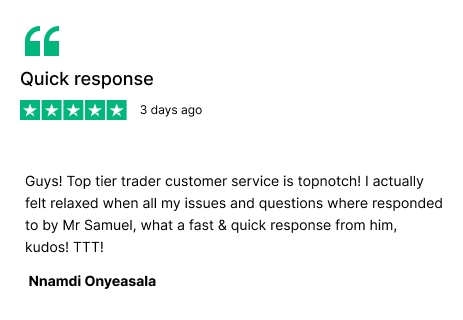 Quick response
3 days ago
Guys! Top tier trader customer service is topnotch! I actually
felt relaxed when all my issues and questions where responded
to by Mr Samuel, what a fast & quick response from him,
kudos! TTT!
Nnamdi Onyeasala